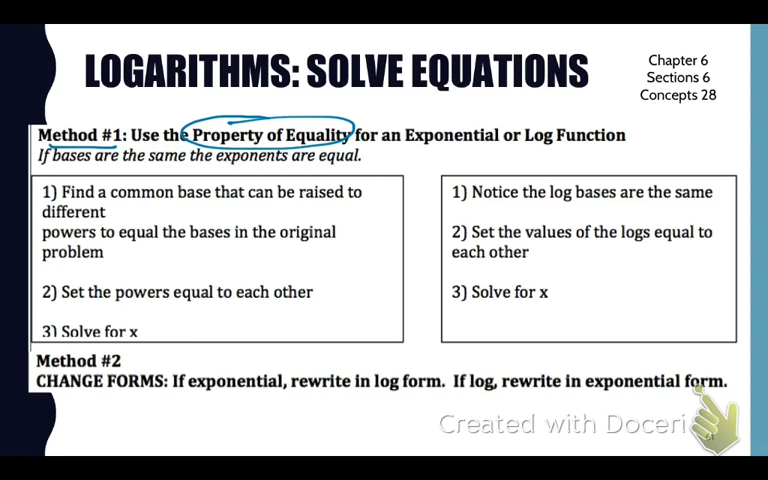 LOGARITHMS: SOLVE EQUATIONS
Chapter 6
Sections 6
Concepts 28
Method #1: Use the Property of Equality for an Exponential or Log Function
If bases are the same the exponents are equal.
1) Find a common base that can be raised to
different
powers to equal the bases in the original
problem
2) Set the powers equal to each other
3) Solve for x
1) Notice the log bases are the same
2) Set the values of the logs equal to
each other
3) Solve for x
Method #2
CHANGE FORMS: If exponential, rewrite in log form. If log, rewrite in exponential form.
Created with Doceri